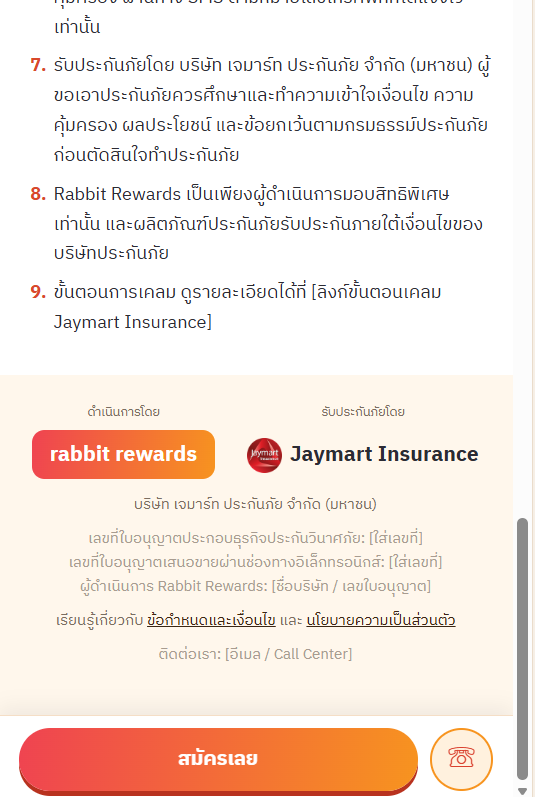 เท่านั้น
7. รับประกันภัยโดย บริษัท เจมาร์ท ประกันภัย จำกัด (มหาชน) ผู้
ขอเอาประกันภัยควรศึกษาและทำความเข้าใจเงื่อนไข ความ
คุ้มครอง ผลประโยชน์ และข้อยกเว้นตามกรมธรรม์ประกันภัย
ก่อนตัดสินใจทำประกันภัย
8. Rabbit Rewards เป็นเพียงผู้ดำเนินการมอบสิทธิพิเศษ
เท่านั้น และผลิตภัณฑ์ประกันภัยรับประกันภายใต้เงื่อนไขของ
บริษัทประกันภัย
9. ขั้นตอนการเคลม ดูรายละเอียดได้ที่ [ลิงก์ขั้นตอนเคลม
Jaymart Insurance]
ดำเนินการโดย
รับประกันภัยโดย
rabbit rewards
Jaymart
Jaymart Insurance
บริษัท เจมาร์ท ประกันภัย จำกัด (มหาชน)
เลขที่ใบอนุญาตประกอบธุรกิจประกันวินาศภัย: [ใส่เลขที่]
เลขที่ใบอนุญาตเสนอขายผ่านช่องทางอิเล็กทรอนิกส์: [ใส่เลขที่]
ผู้ดำเนินการ Rabbit Rewards: [ชื่อบริษัท / เลขใบอนุญาต]
เรียนรู้เกี่ยวกับ ข้อกำหนดและเงื่อนไข และ นโยบายความเป็นส่วนตัว
ติดต่อเรา: [อีเมล / Call Center]
สมัครเลย